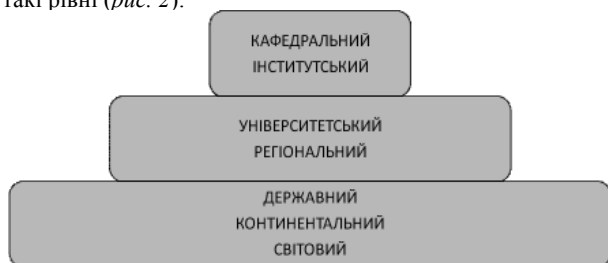 такі рівні (рис. 2):
КАФЕДРАЛЬНИЙ
ІНСТИТУТСЬКИЙ
УНІВЕРСИТЕТСЬКИЙ
РЕГІОНАЛЬНИЙ
ДЕРЖАВНИЙ
КОНТИНЕНТАЛЬНИЙ
СВІТОВИЙ